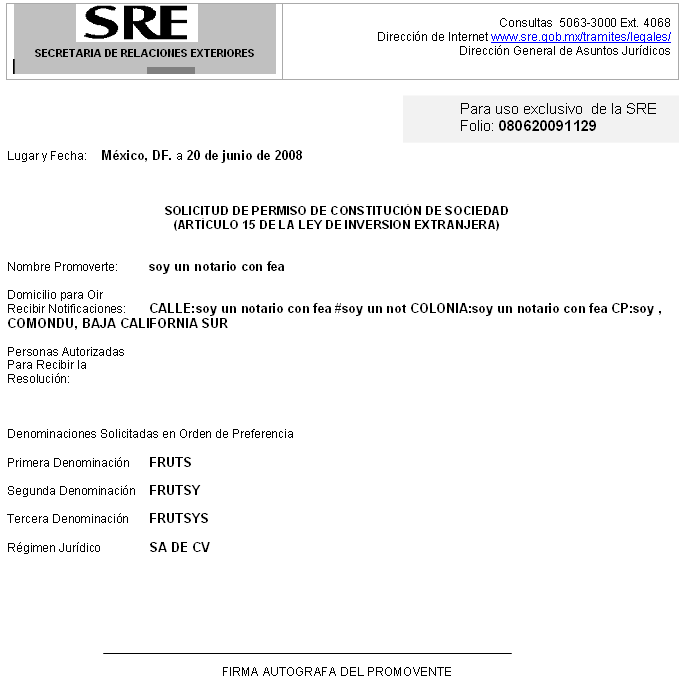 SRE
SECRETARIA DE RELACIONES EXTERIORES
Consultas 5063-3000 Ext. 4068
Dirección de Internet www.sre.gob.mx/tramites/legales/
Dirección General de Asuntos Jurídicos
Para uso exclusivo de la SRE
Folio: 080620091129
Lugar y Fecha: México, DF. a 20 de junio de 2008
SOLICITUD DE PERMISO DE CONSTITUCIÓN DE SOCIEDAD
(ARTÍCULO 15 DE LA LEY DE INVERSION EXTRANJERA)
Nombre Promoverte: soy un notario con fea
Domicilio para Oir
Recibir Notificaciones: CALLE:soy un notario con fea #soy un not COLONIA:soy un notario con fea CP:soy ,
COMONDU, BAJA CALIFORNIA SUR
Personas Autorizadas
Para Recibir la
Resolución:
Denominaciones Solicitadas en Orden de Preferencia
Primera Denominación FRUTS
Segunda Denominación FRUTSY
Tercera Denominación FRUTSYS
Régimen Jurídico SA DE CV
FIRMA AUTOGRAFA DEL PROMOVENTE